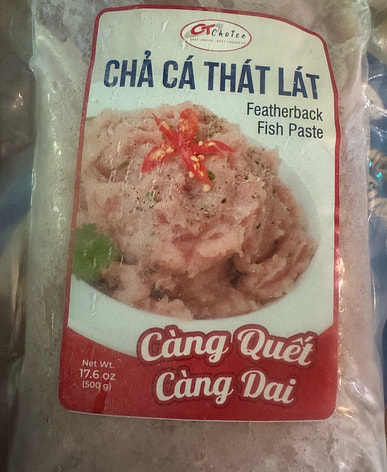 CT Choice
CHẢ CÁ THÁT LÁT
Featherback
Fish Paste
Càng Quết
Càng Dai
Net Wt.
17.6 oz
(500 g)